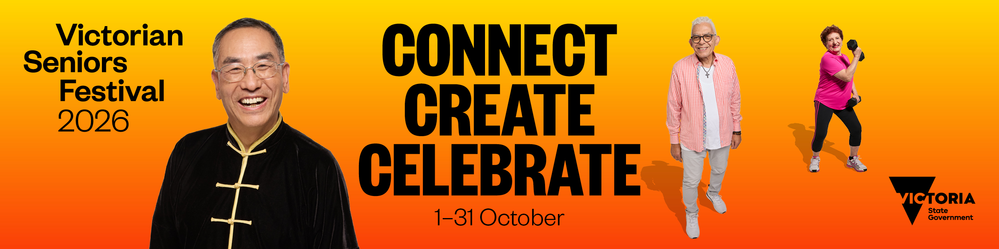 Victorian
Seniors
Festival
2026
CONNECT
CREATE
CELEBRATE
1–31 October
VICTORIA
State
Government